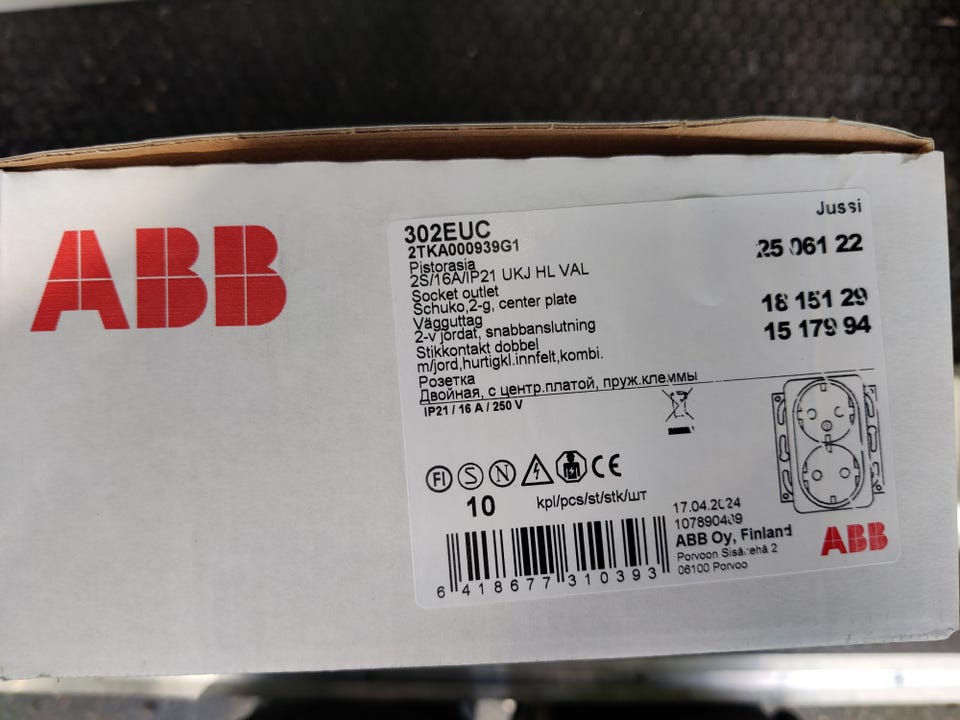 ABB
302EUC
2TKA000939G1
Pistorasia
2S/16A/IP21 UKJ HL VAL
Socket outlet
Schuko,2-g, center plate
Vägguttag
2-v jordat, snabbanslutning
Stikkontakt dobbel
m/jord,hurtigkl.innfelt,kombi.
Розетка
Двойная, с центр.платой, пруж.клеммы
IP21 / 16 A / 250 V
Jussi
25 061 22
18 151 29
15 179 94
FI S N CE
10 kpl/pcs/st/stk/шт
6 418677 310393
17.04.2024
ABB Oy, Finland
Porvoon Sisäkehä 2
06100 Porvoo
ABB